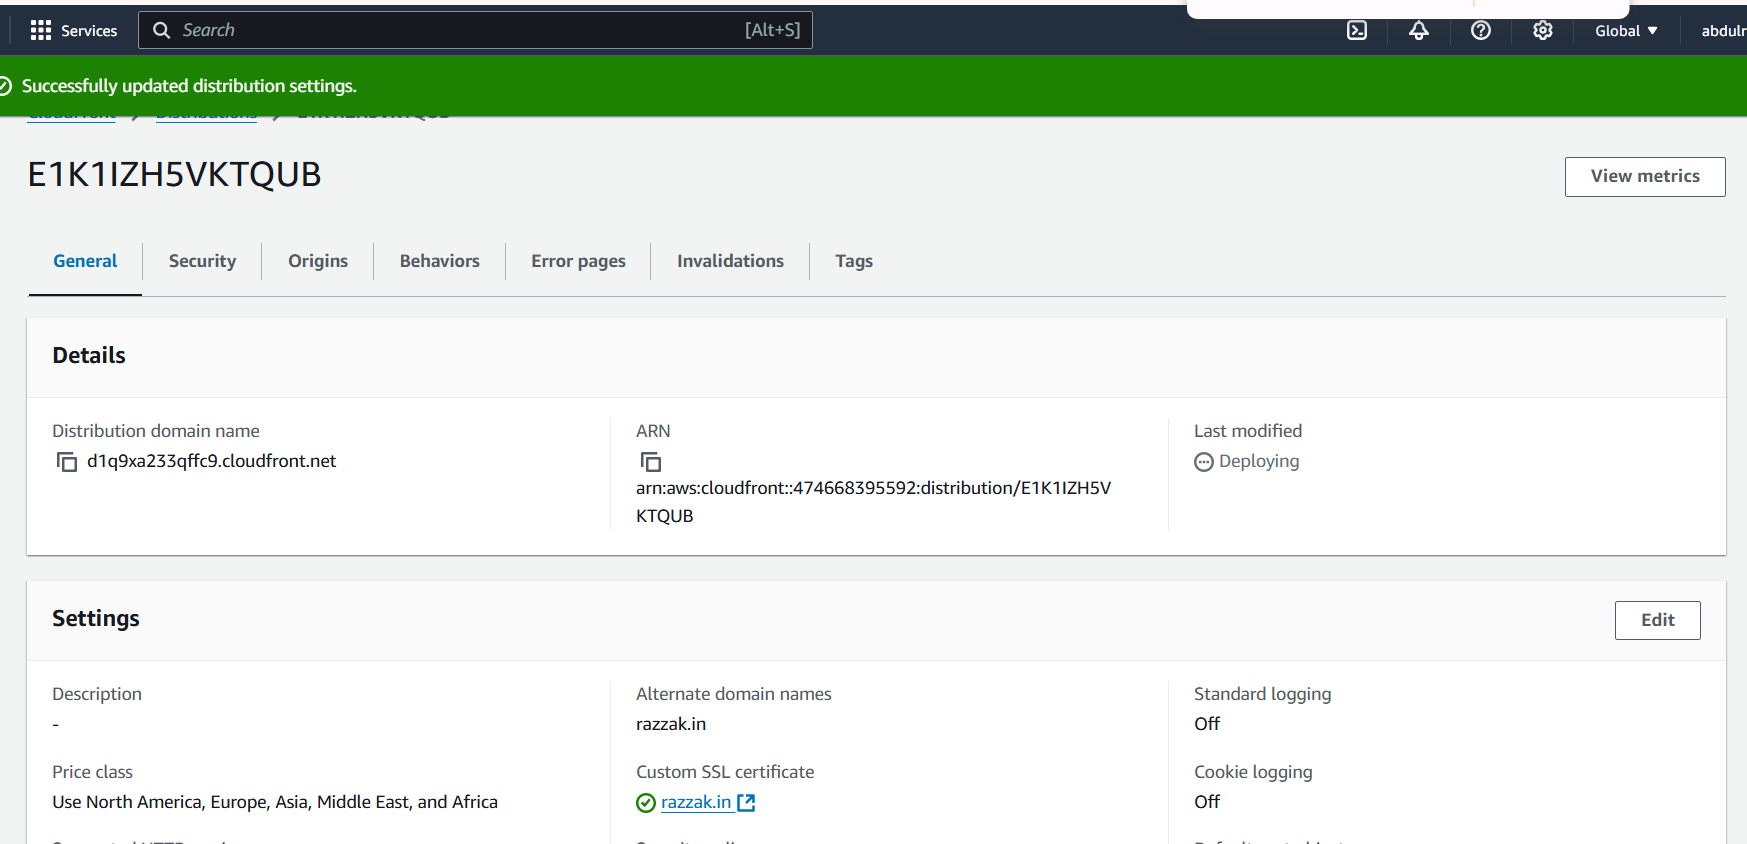 Services
Search [Alt+S]
Global
abdulr
Successfully updated distribution settings.
CloudFront Distributions
E1K1IZH5VKTQUB
View metrics
General Security Origins Behaviors Error pages Invalidations Tags
Details
Distribution domain name
d1q9xa233qffc9.cloudfront.net
ARN
arn:aws:cloudfront::474668395592:distribution/E1K1IZH5V
KTQUB
Last modified
Deploying
Settings
Edit
Description
-
Alternate domain names
razzak.in
Standard logging
Off
Price class
Use North America, Europe, Asia, Middle East, and Africa
Custom SSL certificate
razzak.in
Cookie logging
Off